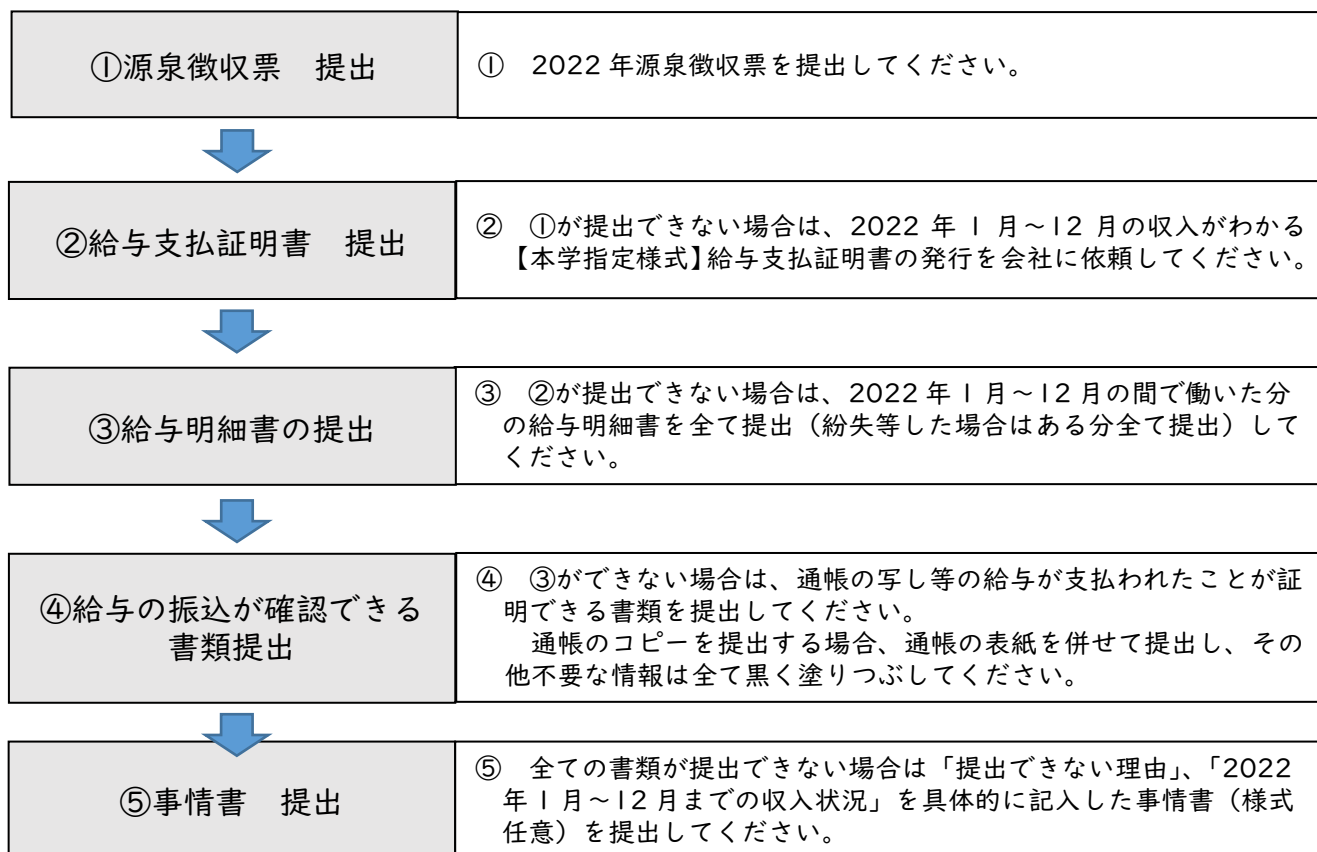 ①源泉徴収票　提出
①　2022 年源泉徴収票を提出してください。
②給与支払証明書　提出
②　①が提出できない場合は、2022 年 1 月～12 月の収入がわかる
【本学指定様式】給与支払証明書の発行を会社に依頼してください。
③給与明細書の提出
③　②が提出できない場合は、2022 年 1 月～12 月の間で働いた分
の給与明細書を全て提出（紛失等した場合はある分全て提出）して
ください。
④給与の振込が確認できる
書類提出
④　③ができない場合は、通帳の写し等の給与が支払われたことが証
明できる書類を提出してください。
　通帳のコピーを提出する場合、通帳の表紙を併せて提出し、その
他不要な情報は全て黒く塗りつぶしてください。
⑤事情書　提出
⑤　全ての書類が提出できない場合は「提出できない理由」、「2022
年 1 月～12 月までの収入状況」を具体的に記入した事情書（様式
任意）を提出してください。